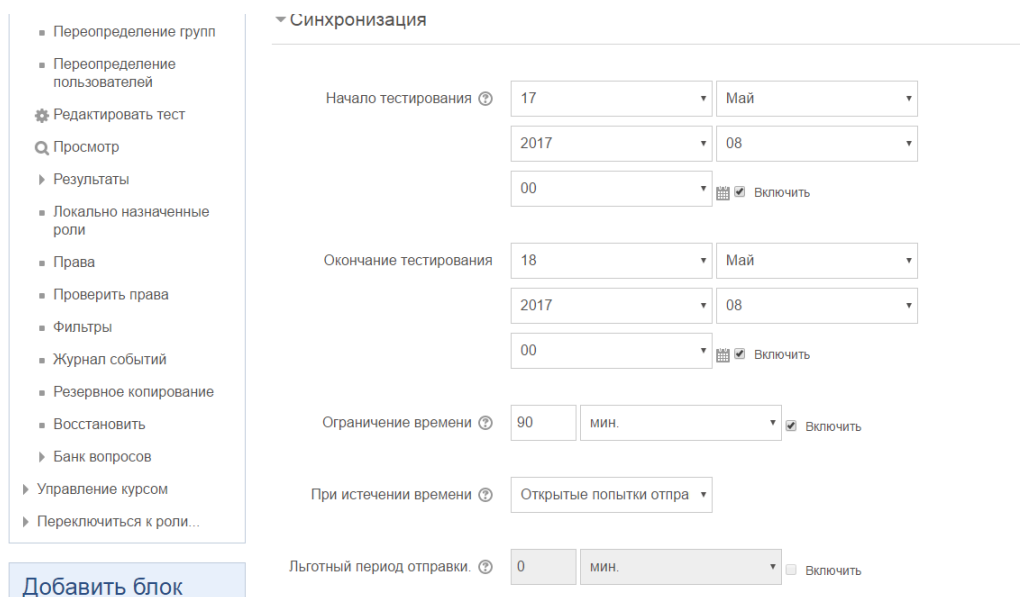 Переопределение групп
Переопределение
пользователей
Редактировать тест
Просмотр
Результаты
Локально назначенные
роли
Права
Проверить права
Фильтры
Журнал событий
Резервное копирование
Восстановить
Банк вопросов
Управление курсом
Переключиться к роли...
Добавить блок
Синхронизация
Начало тестирования 17 Май
2017 08
00 Включить
Окончание тестирования 18 Май
2017 08
00 Включить
Ограничение времени 90 мин. Включить
При истечении времени Открытые попытки отпра
Льготный период отправки. 0 мин. Включить